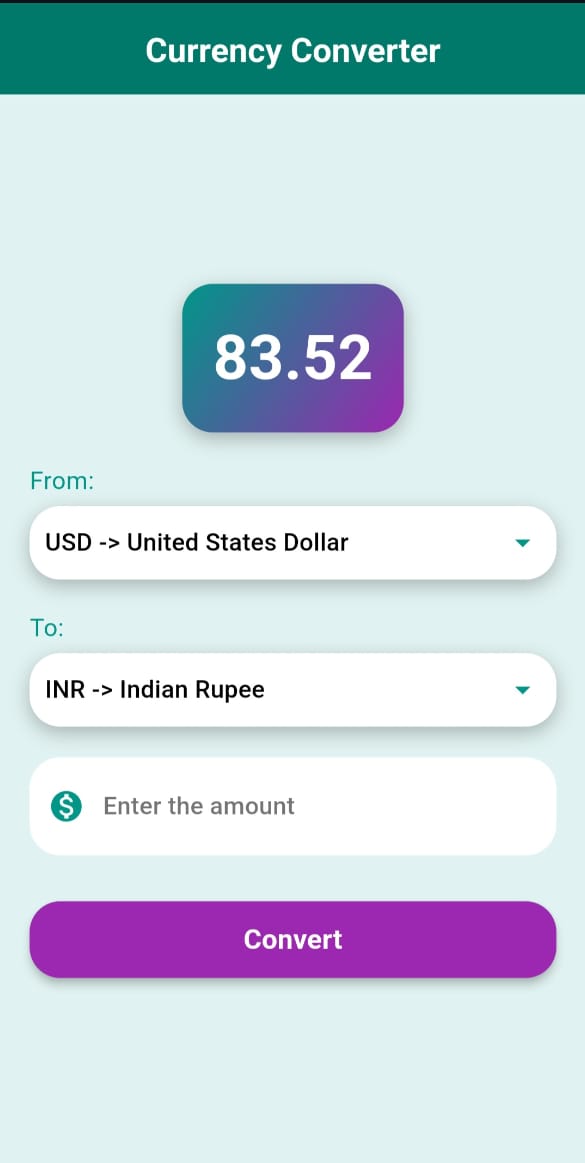 Currency Converter
83.52
From:
USD -> United States Dollar
To:
INR -> Indian Rupee
$ Enter the amount
Convert